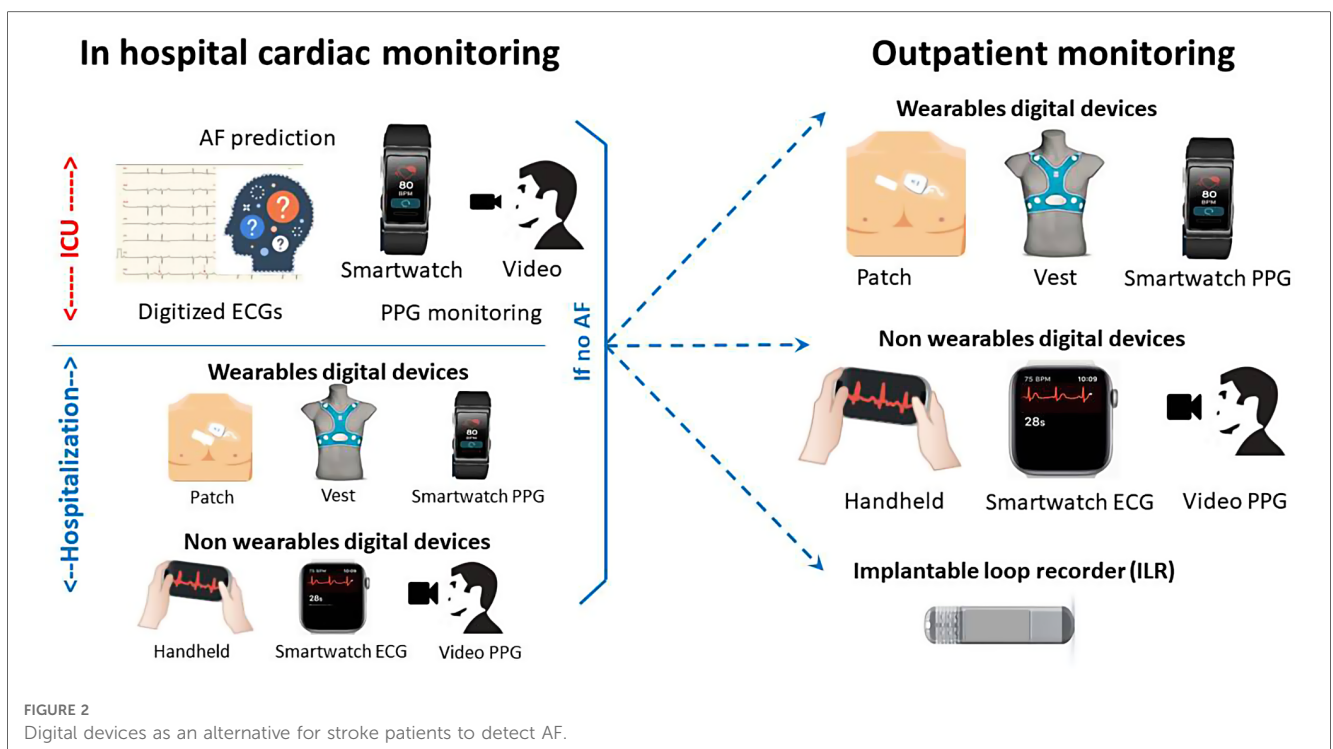 In hospital cardiac monitoring
<----- ICU ----->
AF prediction
80
BPM
?
?
?
Smartwatch
Video
Digitized ECGs
PPG monitoring
<--Hospitalization-->
Wearables digital devices
80
BPM
Patch
Vest
Smartwatch PPG
Non wearables digital devices
75 BPM 10:09
28s
Handheld
Smartwatch ECG
Video PPG
If no AF
Outpatient monitoring
Wearables digital devices
80
BPM
Patch
Vest
Smartwatch PPG
Non wearables digital devices
75 BPM 10:09
28s
Handheld
Smartwatch ECG
Video PPG
Implantable loop recorder (ILR)
FIGURE 2
Digital devices as an alternative for stroke patients to detect AF.